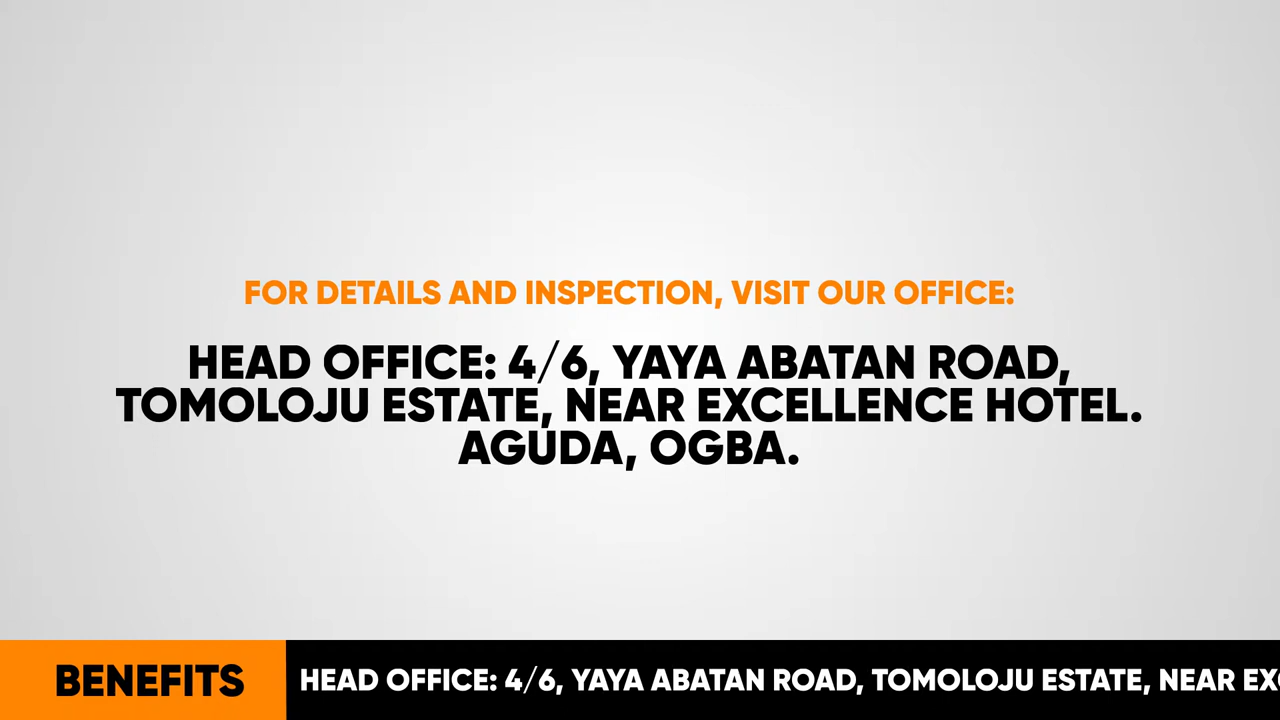 FOR DETAILS AND INSPECTION, VISIT OUR OFFICE:
HEAD OFFICE: 4/6, YAYA ABATAN ROAD,
TOMOLOJU ESTATE, NEAR EXCELLENCE HOTEL.
AGUDA, OGBA.
BENEFITS
HEAD OFFICE: 4/6, YAYA ABATAN ROAD, TOMOLOJU ESTATE, NEAR